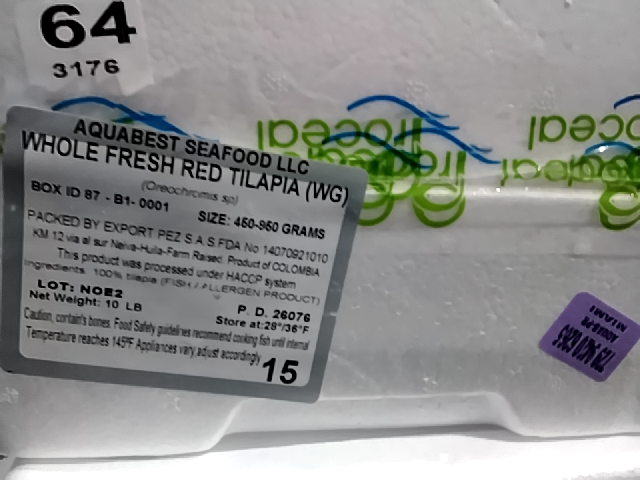 64
3176
AQUABEST SEAFOOD LLC
WHOLE FRESH RED TILAPIA (WG)
(Oreochromis sp)
BOX ID 87 - B1- 0001
SIZE: 450-950 GRAMS
PACKED BY EXPORT PEZ S.A.S FDA No 14070921010
KM 12 via al sur Neiva-Huila-Farm Raised. Product of COLOMBIA
This product was processed under HACCP system
Ingredients: 100% tilapia (FISH / ALLERGEN PRODUCT)
LOT: NOE2
P. D. 26076
Net Weight: 10 LB
Store at:28°/36°F
Caution, contain's bones. Food Safety guidelines recommend cooking fish until internal
Temperature reaches 145ºF Appliances vary adjust accordingly
15
MIAMI